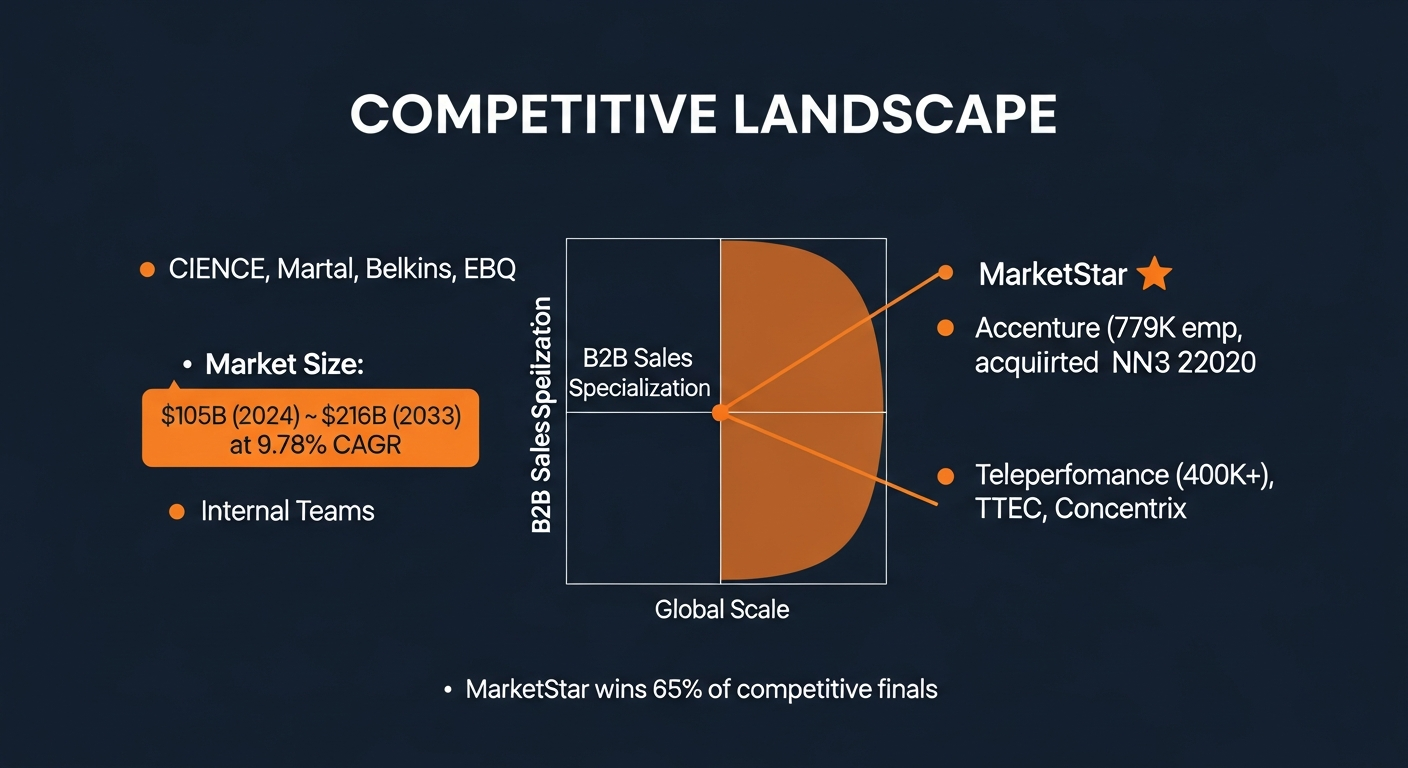 COMPETITIVE LANDSCAPE
CIENCE, Martal, Belkins, EBQ
• Market Size:
$105B (2024) ~ $216B (2033)
at 9.78% CAGR
Internal Teams
B2B Sales Speiizaton
B2B Sales
Specialization
Global Scale
MarketStar
Accenture (779K emp,
acquiirted NN3 22020
Teleperfomance (400K+),
TTEC, Concentrix
• MarketStar wins 65% of competitive finals